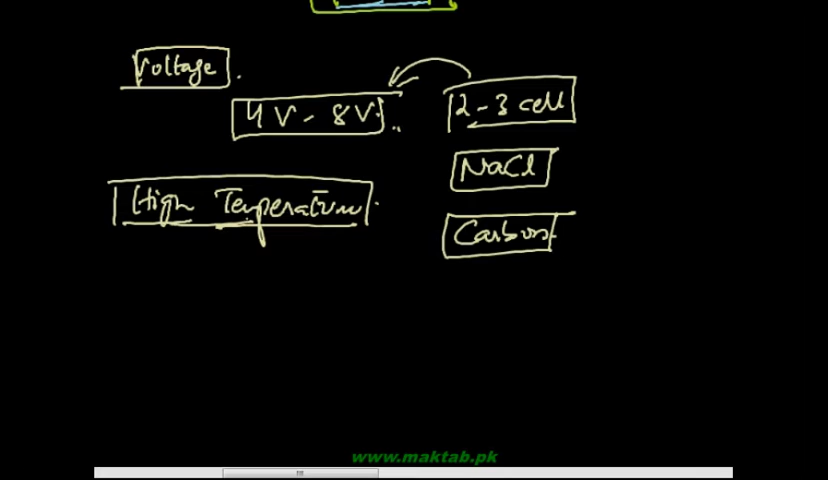 Voltage.
4V - 8V.
2-3 cell
NaCl
High Temperature.
Carbon
www.maktab.pk